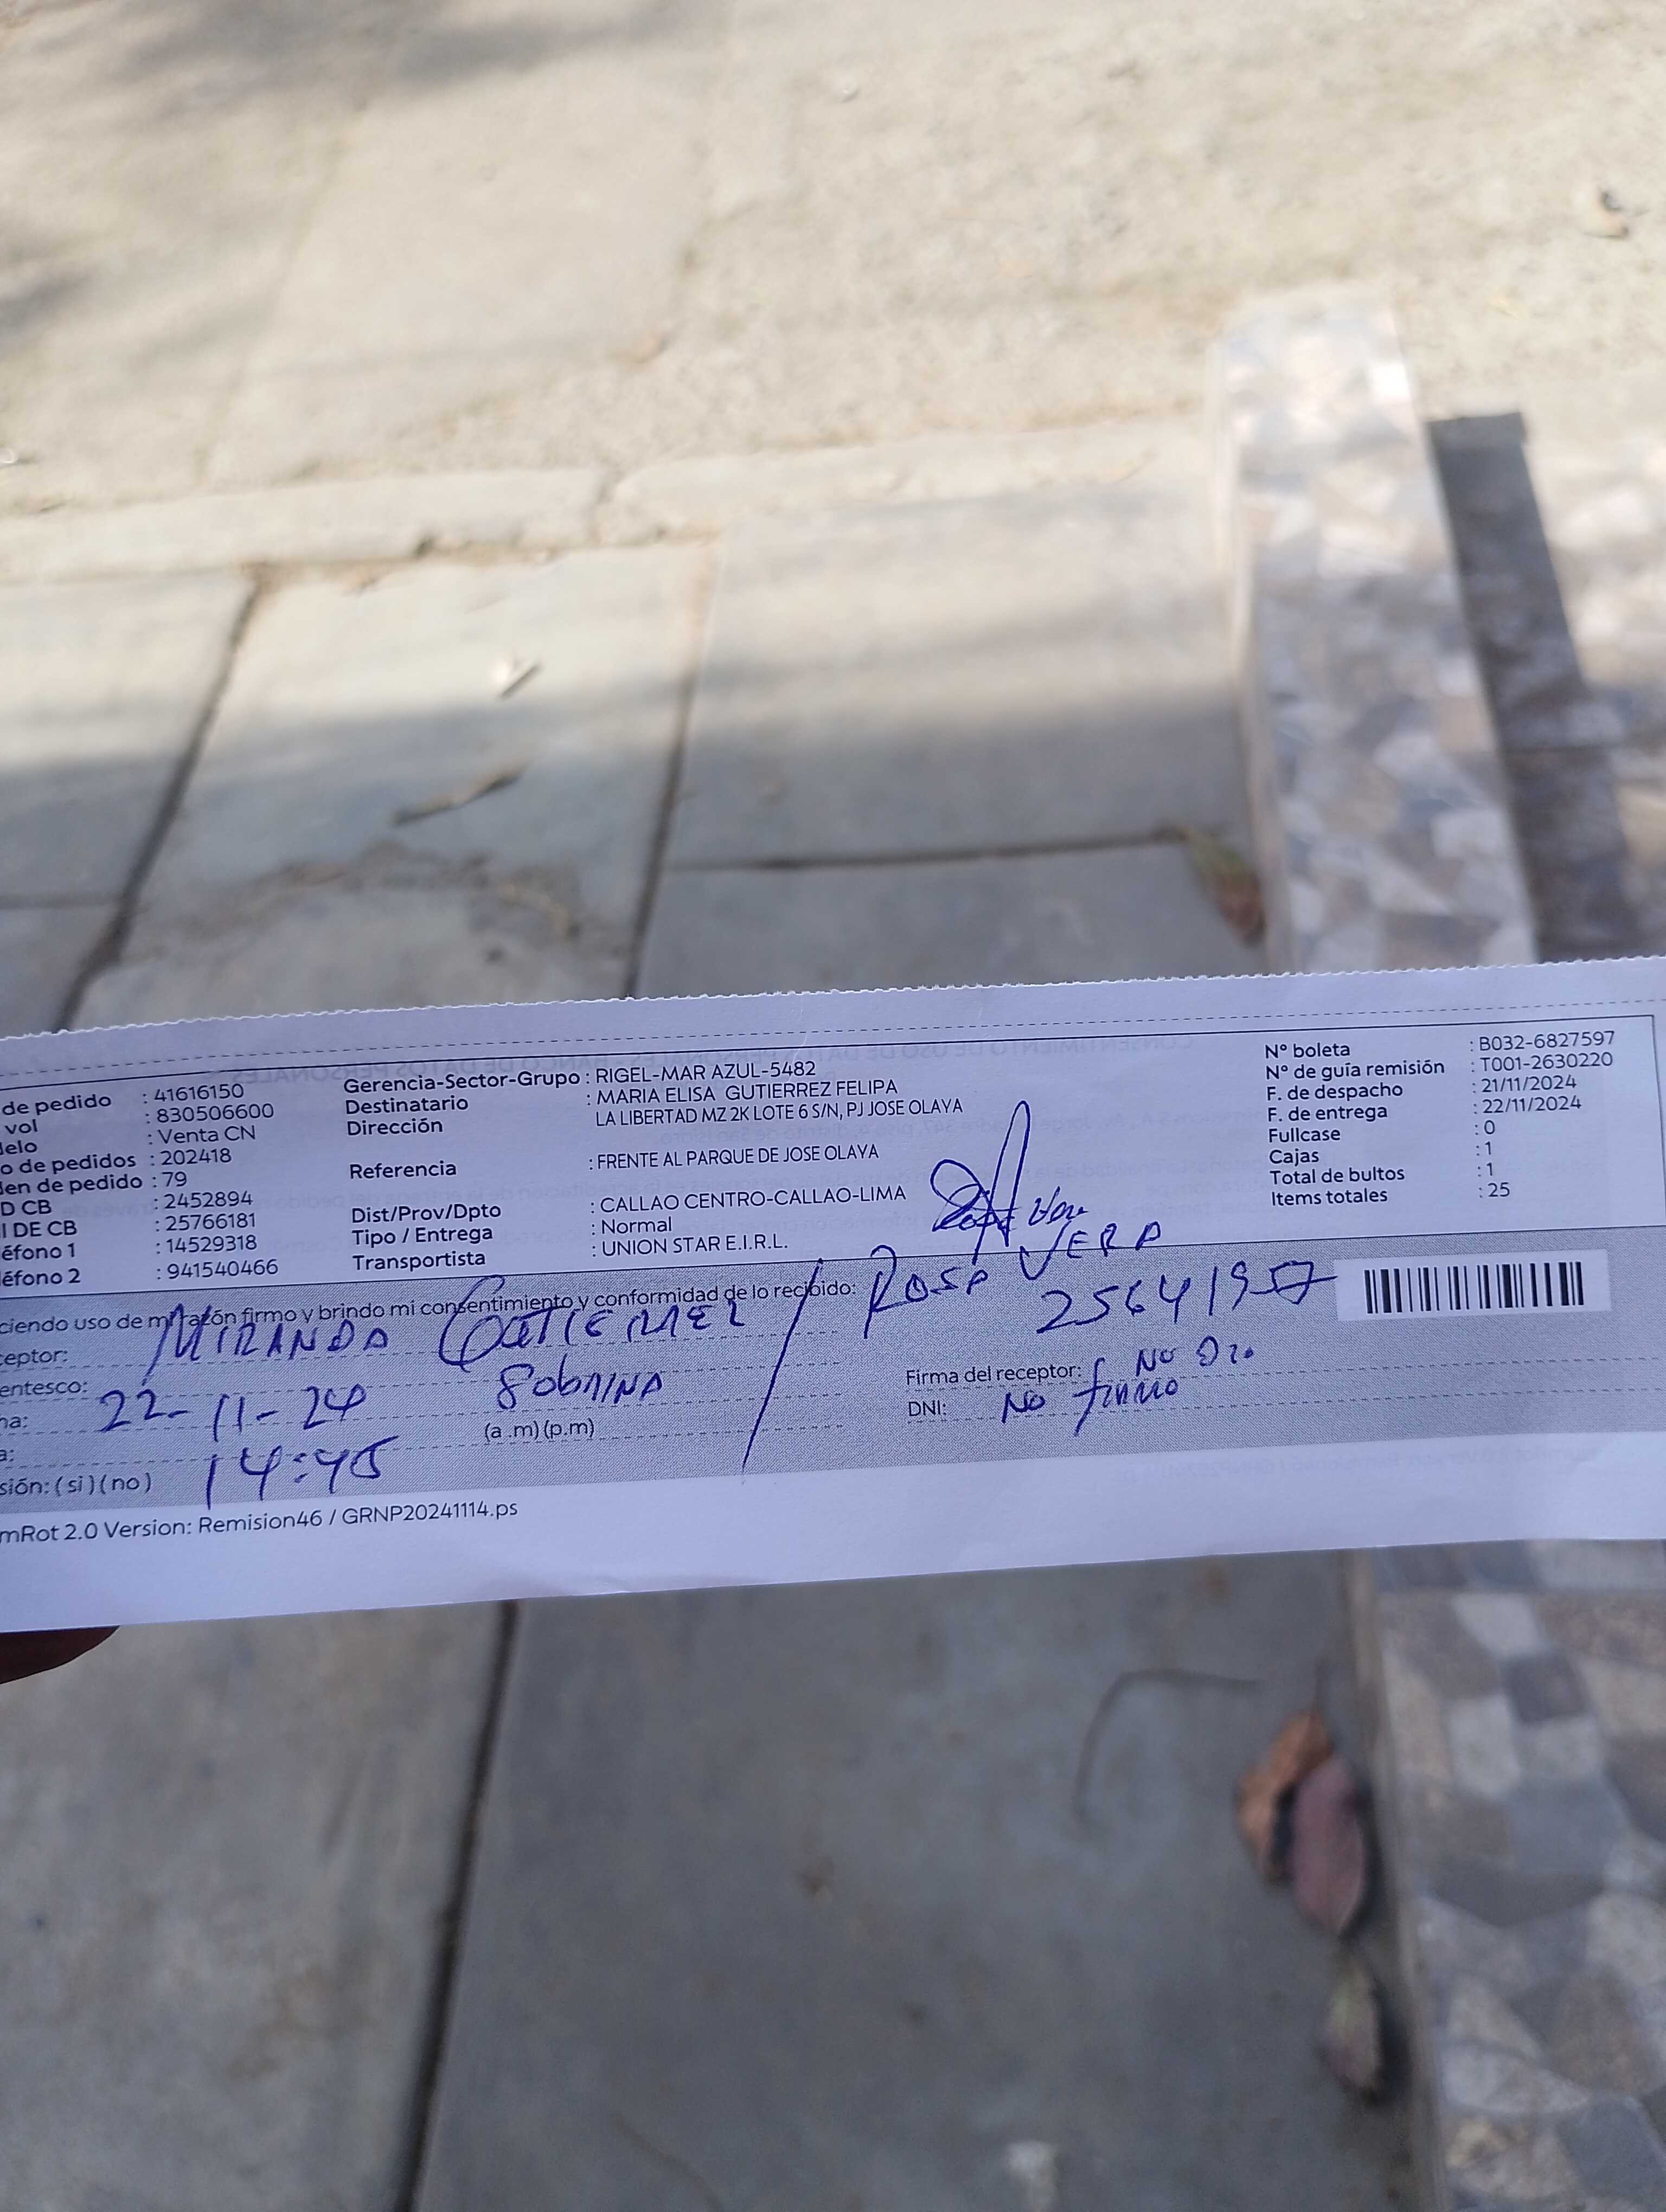 de pedido : 41616150
vol : 830506600
delo : Venta CN
o de pedidos : 202418
den de pedido : 79
D CB : 2452894
I DE CB : 25766181
éfono 1 : 14529318
éfono 2 : 941540466
Gerencia-Sector-Grupo : RIGEL-MAR AZUL-5482
Destinatario : MARIA ELISA GUTIERREZ FELIPA
Dirección LA LIBERTAD MZ 2K LOTE 6 S/N, PJ JOSE OLAYA
Referencia : FRENTE AL PARQUE DE JOSE OLAYA
Dist/Prov/Dpto : CALLAO CENTRO-CALLAO-LIMA
Tipo / Entrega : Normal
Transportista : UNION STAR E.I.R.L.
N° boleta : B032-6827597
N° de guía remisión : T001-2630220
F. de despacho : 21/11/2024
F. de entrega : 22/11/2024
Fullcase : 0
Cajas : 1
Total de bultos : 1
Items totales : 25
ciendo uso de mi razón firmo y brindo mi consentimiento y conformidad de lo recibido:
ceptor: MIRANDA GUTIERREZ / ROSA VERA
25641957
entesco: SobRINA
ha: 22-11-24
a: 14:45 (a .m) (p.m)
sión: ( si ) ( no )
Firma del receptor: No Dio
DNI: No firmo
mRot 2.0 Version: Remision46 / GRNP20241114.ps